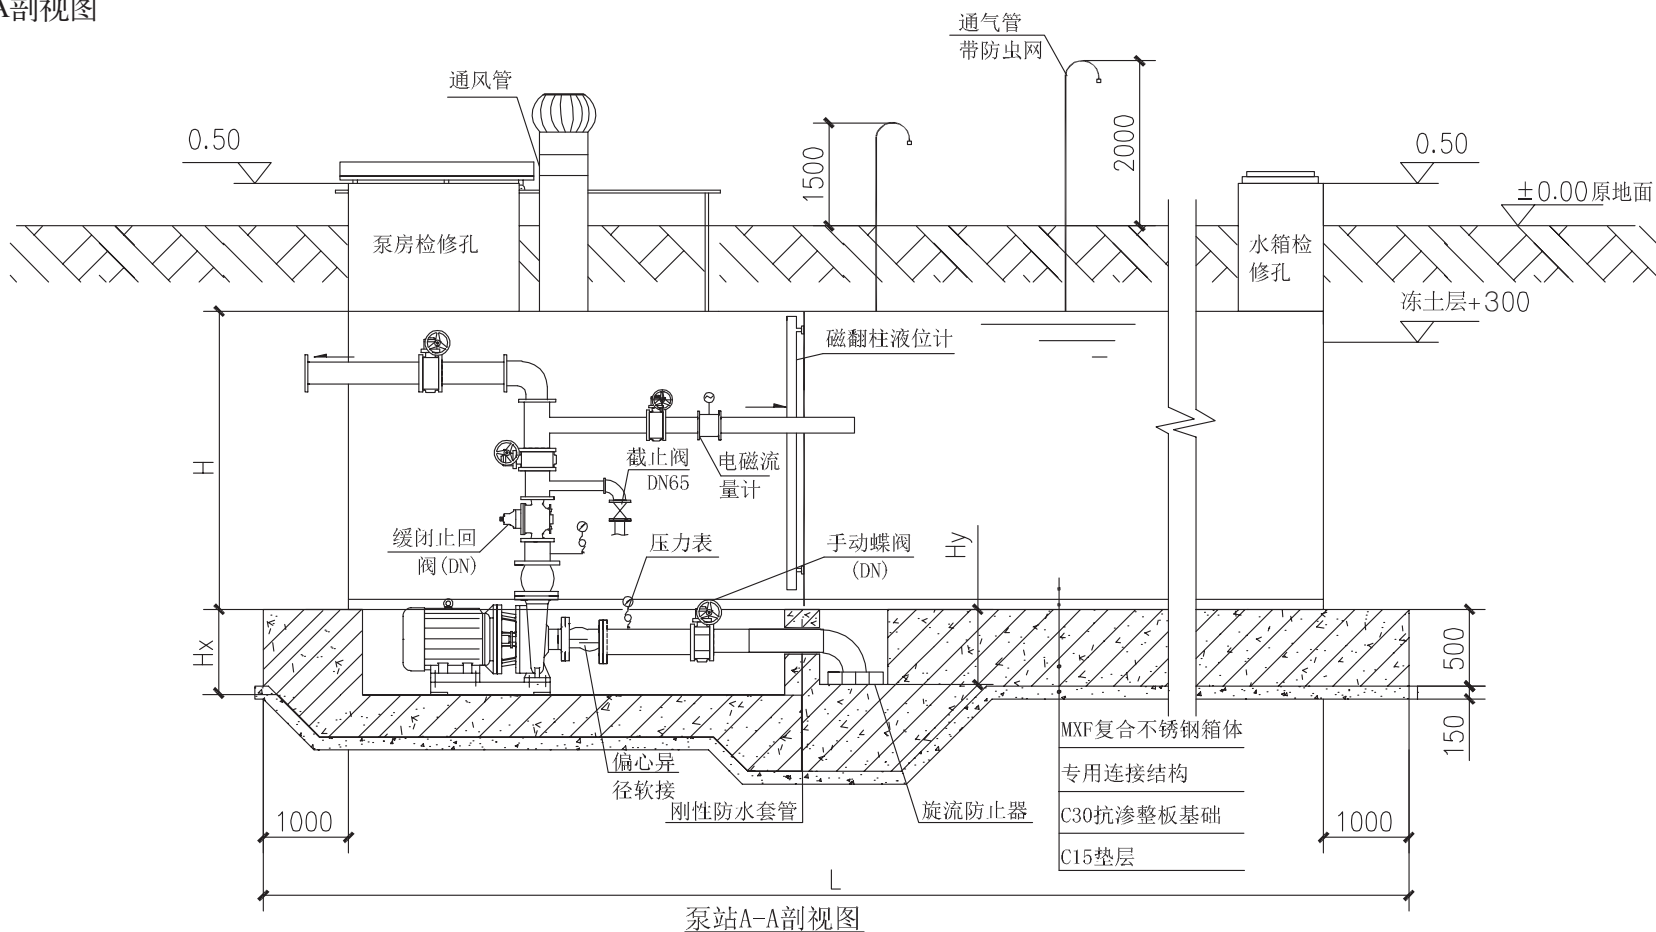 A剖视图
通气管
带防虫网
通风管
0.50
1500
2000
0.50
±0.00原地面
泵房检修孔
水箱检
修孔
冻土层+300
磁翻柱液位计
H
截止阀
DN65
电磁流
量计
缓闭止回
阀(DN)
压力表
手动蝶阀
(DN)
Hy
Hx
500
150
MXF复合不锈钢箱体
专用连接结构
C30抗渗整板基础
C15垫层
偏心异
径软接
刚性防水套管
旋流防止器
1000
1000
L
泵站A-A剖视图